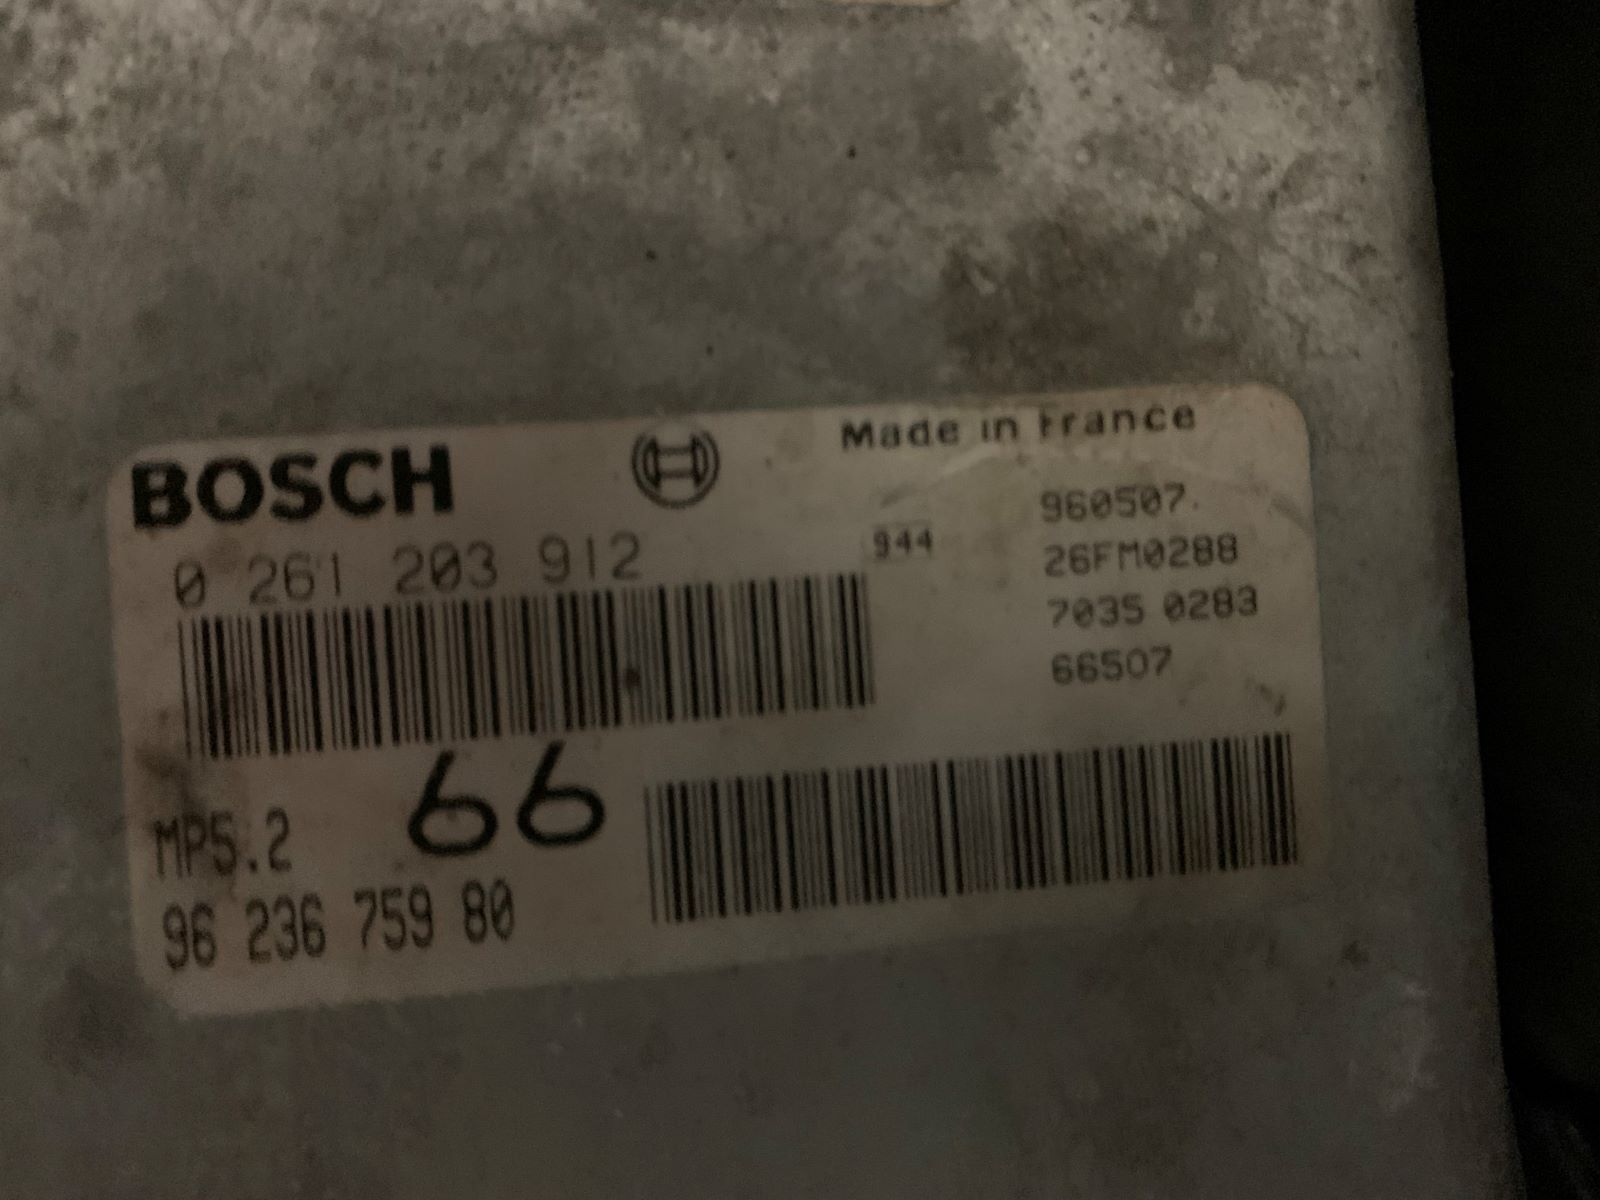 BOSCH
Made in France
0 261 203 912
944
960507
26FM0288
7035 0283
66507
MP5.2
66
96 236 759 80